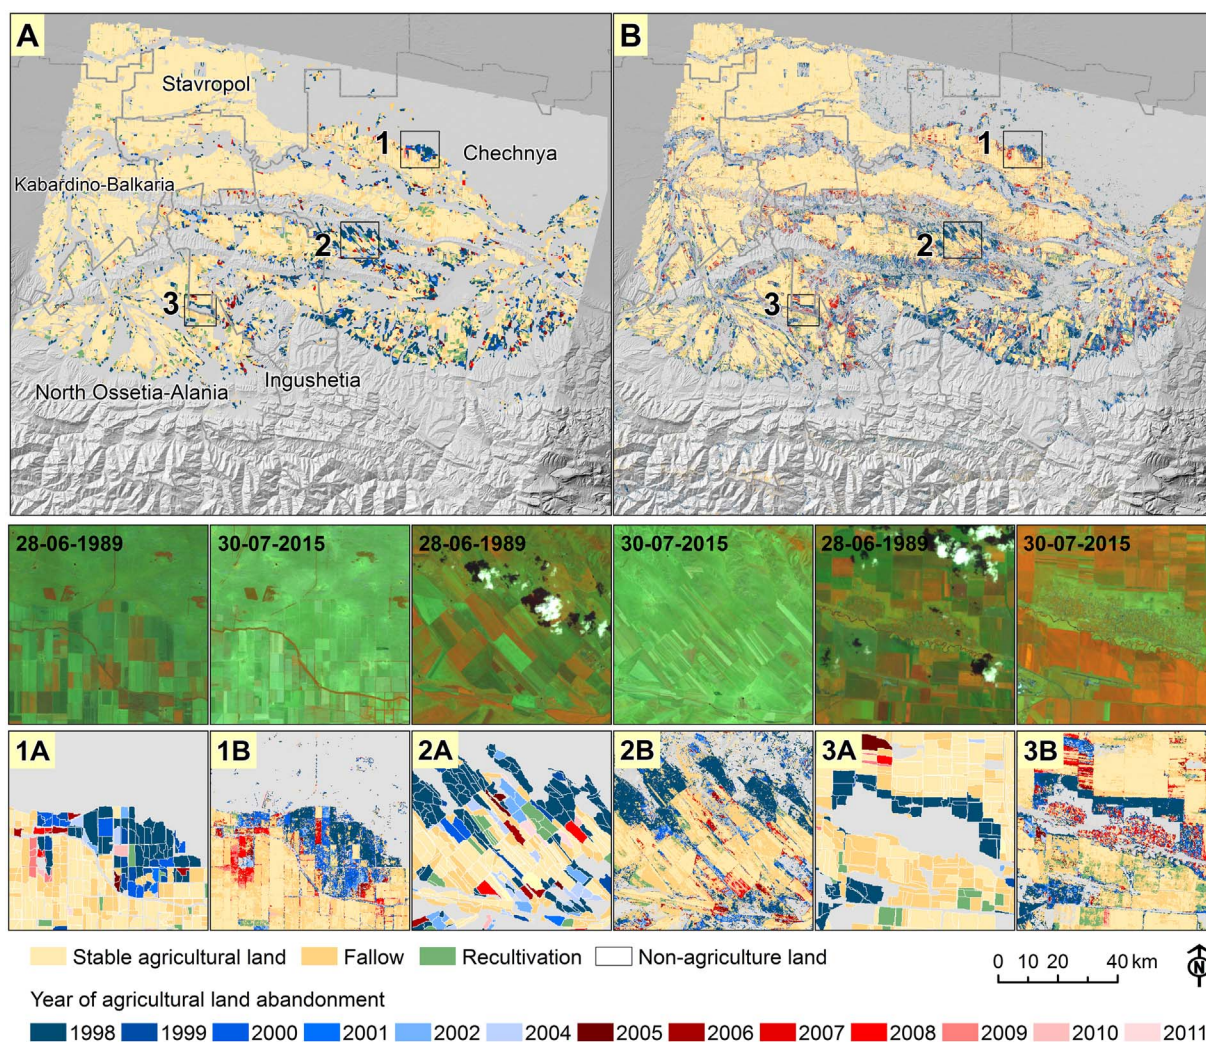 A
B
Stavropol
1
1
Chechnya
Kabardino-Balkaria
2
2
3
3
Ingushetia
North Ossetia-Alania
28-06-1989
30-07-2015
28-06-1989
30-07-2015
28-06-1989
30-07-2015
1A
1B
2A
2B
3A
3B
Stable agricultural land
Fallow
Recultivation
Non-agriculture land
0 10 20 40 km
N
Year of agricultural land abandonment
1998 1999 2000 2001 2002 2004 2005 2006 2007 2008 2009 2010 2011